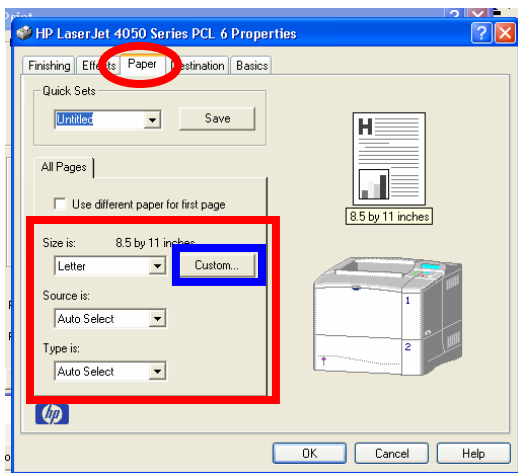 HP LaserJet 4050 Series PCL 6 Properties
Finishing Effects Paper Destination Basics
Quick Sets
Untitled
Save
All Pages
Use different paper for first page
8.5 by 11 inches
Size is: 8.5 by 11 inches
Letter
Custom...
Source is:
Auto Select
Type is:
Auto Select
1
2
hp
OK Cancel Help